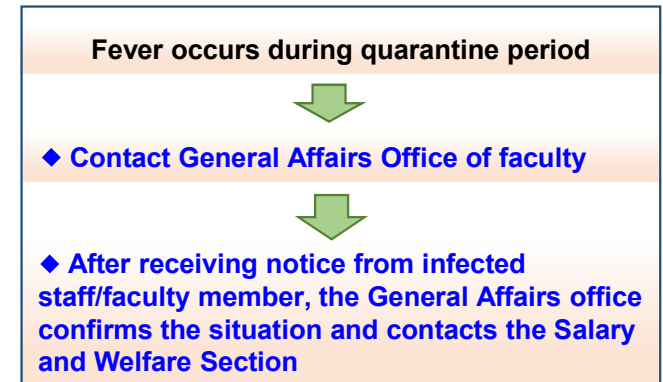 Fever occurs during quarantine period
◆ Contact General Affairs Office of faculty
◆ After receiving notice from infected
staff/faculty member, the General Affairs office
confirms the situation and contacts the Salary
and Welfare Section